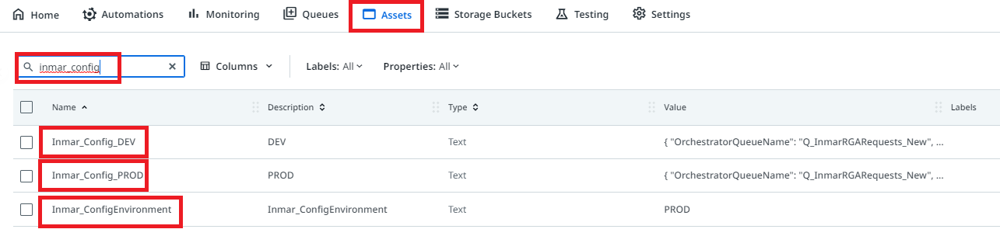 Home Automations Monitoring Queues Assets Storage Buckets Testing Settings
inmar_config Columns Labels: All Properties: All
Name Description Type Value Labels
Inmar_Config_DEV DEV Text { "OrchestratorQueueName": "Q_InmarRGARequests_New", ...
Inmar_Config_PROD PROD Text { "OrchestratorQueueName": "Q_InmarRGARequests_New", ...
Inmar_ConfigEnvironment Inmar_ConfigEnvironment Text PROD